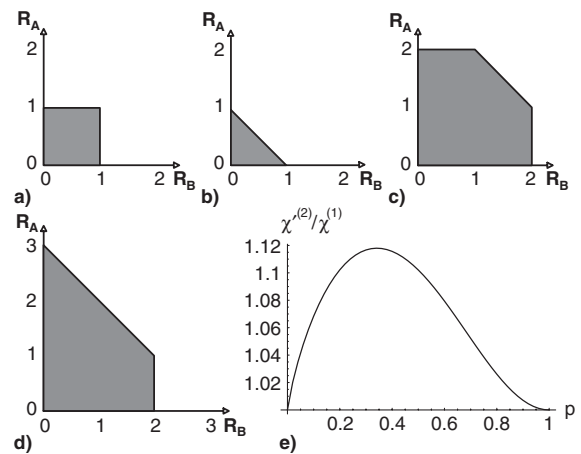 R_A
2
1
0
0 1 2 R_B
a)
R_A
2
1
0
0 1 2 R_B
b)
R_A
2
1
0
0 1 2 R_B
c)
R_A
3
2
1
0
0 1 2 3 R_B
d)
χ′^(2)/χ^(1)
1.12
1.1
1.08
1.06
1.04
1.02
0.2 0.4 0.6 0.8 1 p
e)